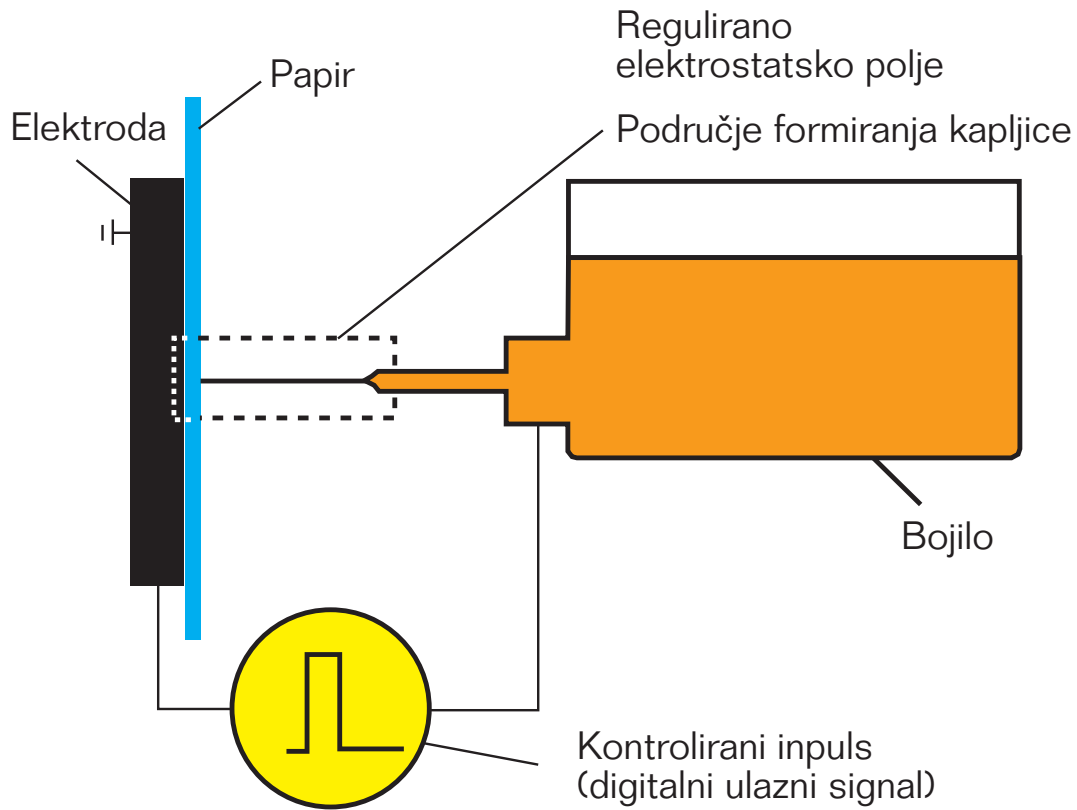 Regulirano
elektrostatsko polje
Papir
Elektroda
Područje formiranja kapljice
Bojilo
Kontrolirani inpuls
(digitalni ulazni signal)